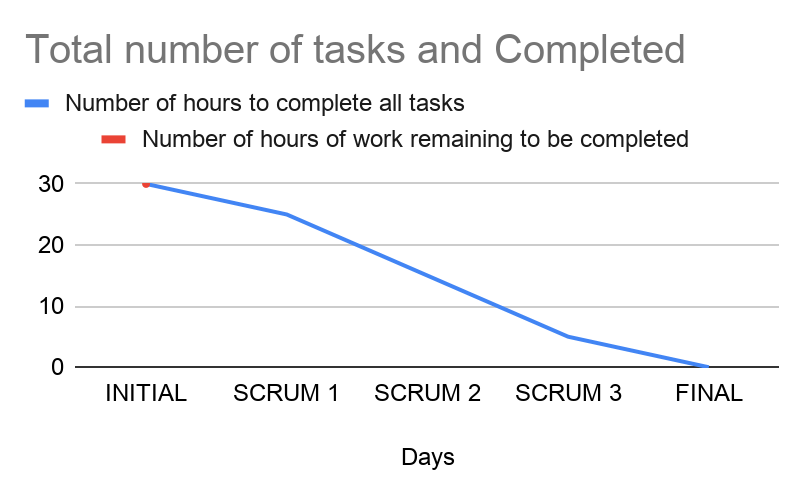 Total number of tasks and Completed
Number of hours to complete all tasks
Number of hours of work remaining to be completed
30
20
10
0
INITIAL SCRUM 1 SCRUM 2 SCRUM 3 FINAL
Days